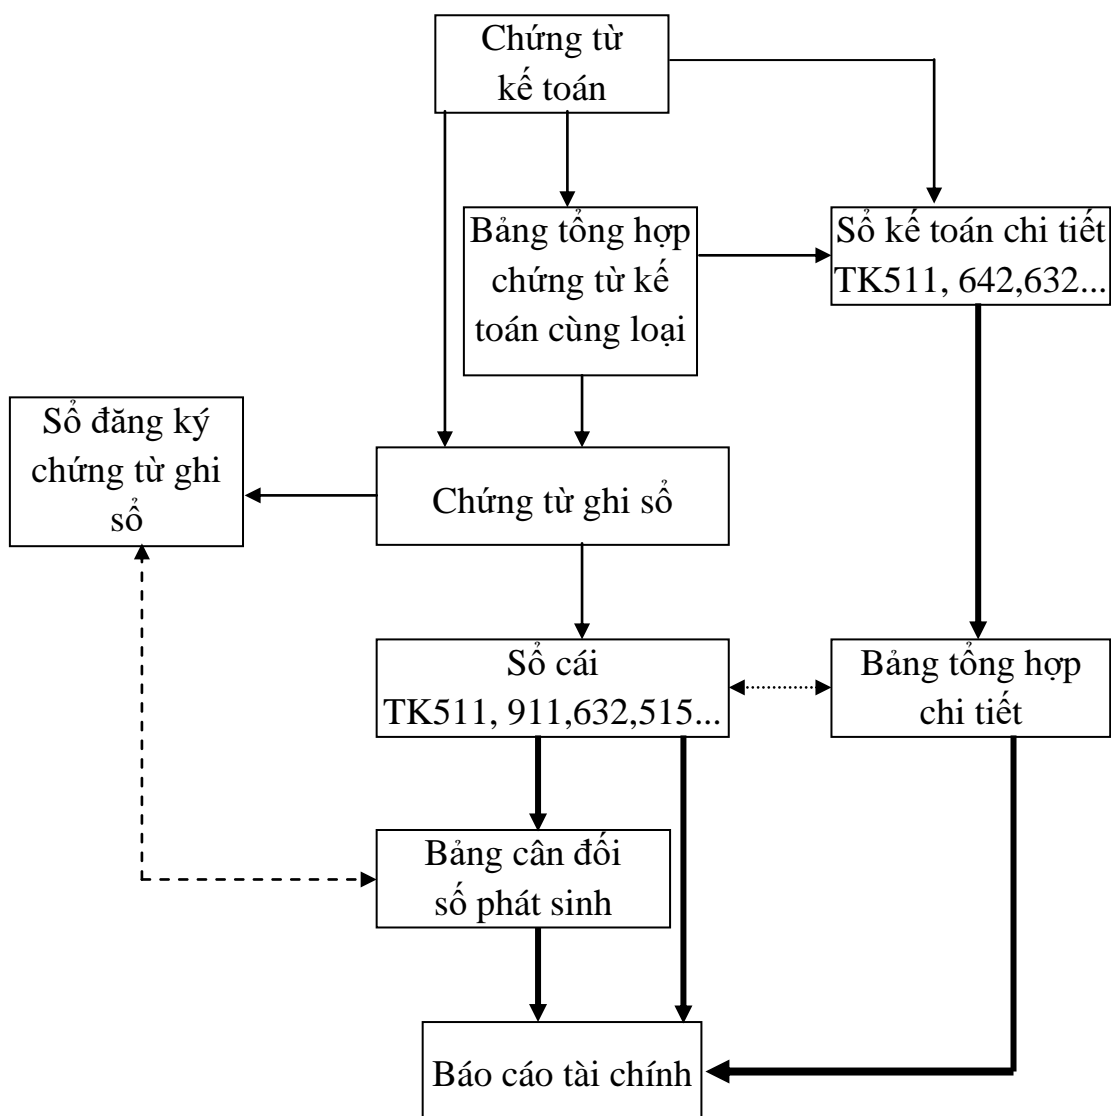 Chứng từ
kế toán
Bảng tổng hợp
chứng từ kế
toán cùng loại
Sổ kế toán chi tiết
TK511, 642,632...
Sổ đăng ký
chứng từ ghi
sổ
Chứng từ ghi sổ
Sổ cái
TK511, 911,632,515...
Bảng tổng hợp
chi tiết
Bảng cân đối
số phát sinh
Báo cáo tài chính